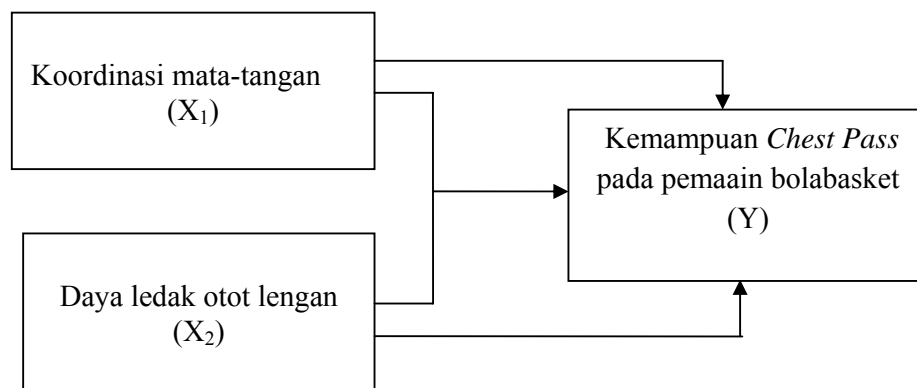 Koordinasi mata-tangan
(X₁)
Kemampuan Chest Pass
pada pemaain bolabasket
(Y)
Daya ledak otot lengan
(X₂)